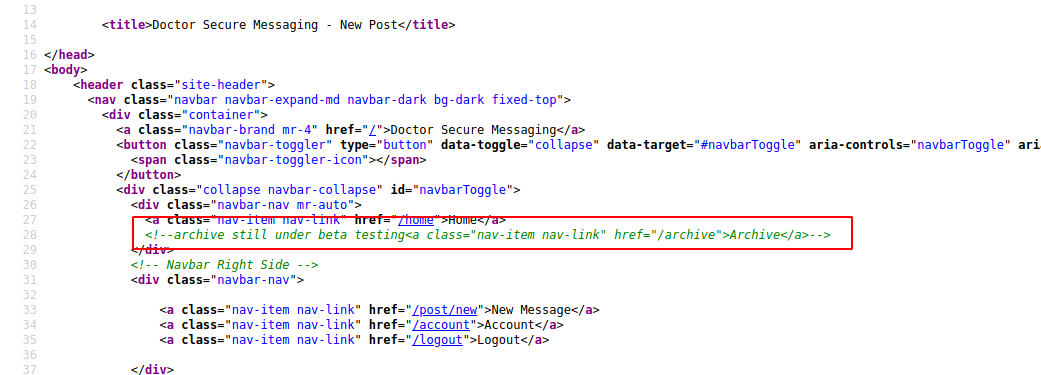 13
14 <title>Doctor Secure Messaging - New Post</title>
15
16 </head>
17 <body>
18 <header class="site-header">
19 <nav class="navbar navbar-expand-md navbar-dark bg-dark fixed-top">
20 <div class="container">
21 <a class="navbar-brand mr-4" href="/">Doctor Secure Messaging</a>
22 <button class="navbar-toggler" type="button" data-toggle="collapse" data-target="#navbarToggle" aria-controls="navbarToggle" ari
23 <span class="navbar-toggler-icon"></span>
24 </button>
25 <div class="collapse navbar-collapse" id="navbarToggle">
26 <div class="navbar-nav mr-auto">
27 <a class="nav-item nav-link" href="/home">Home</a>
28 <!--archive still under beta testing<a class="nav-item nav-link" href="/archive">Archive</a>-->
29 </div>
30 <!-- Navbar Right Side -->
31 <div class="navbar-nav">
32
33 <a class="nav-item nav-link" href="/post/new">New Message</a>
34 <a class="nav-item nav-link" href="/account">Account</a>
35 <a class="nav-item nav-link" href="/logout">Logout</a>
36
37 </div>